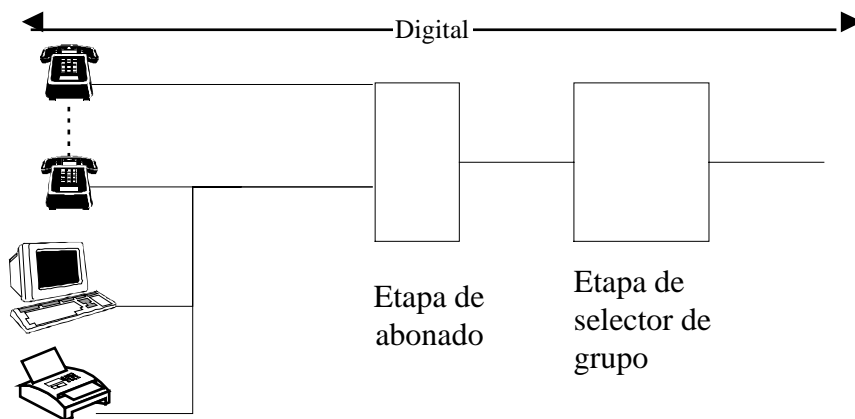 Digital
Etapa de
abonado
Etapa de
selector de
grupo